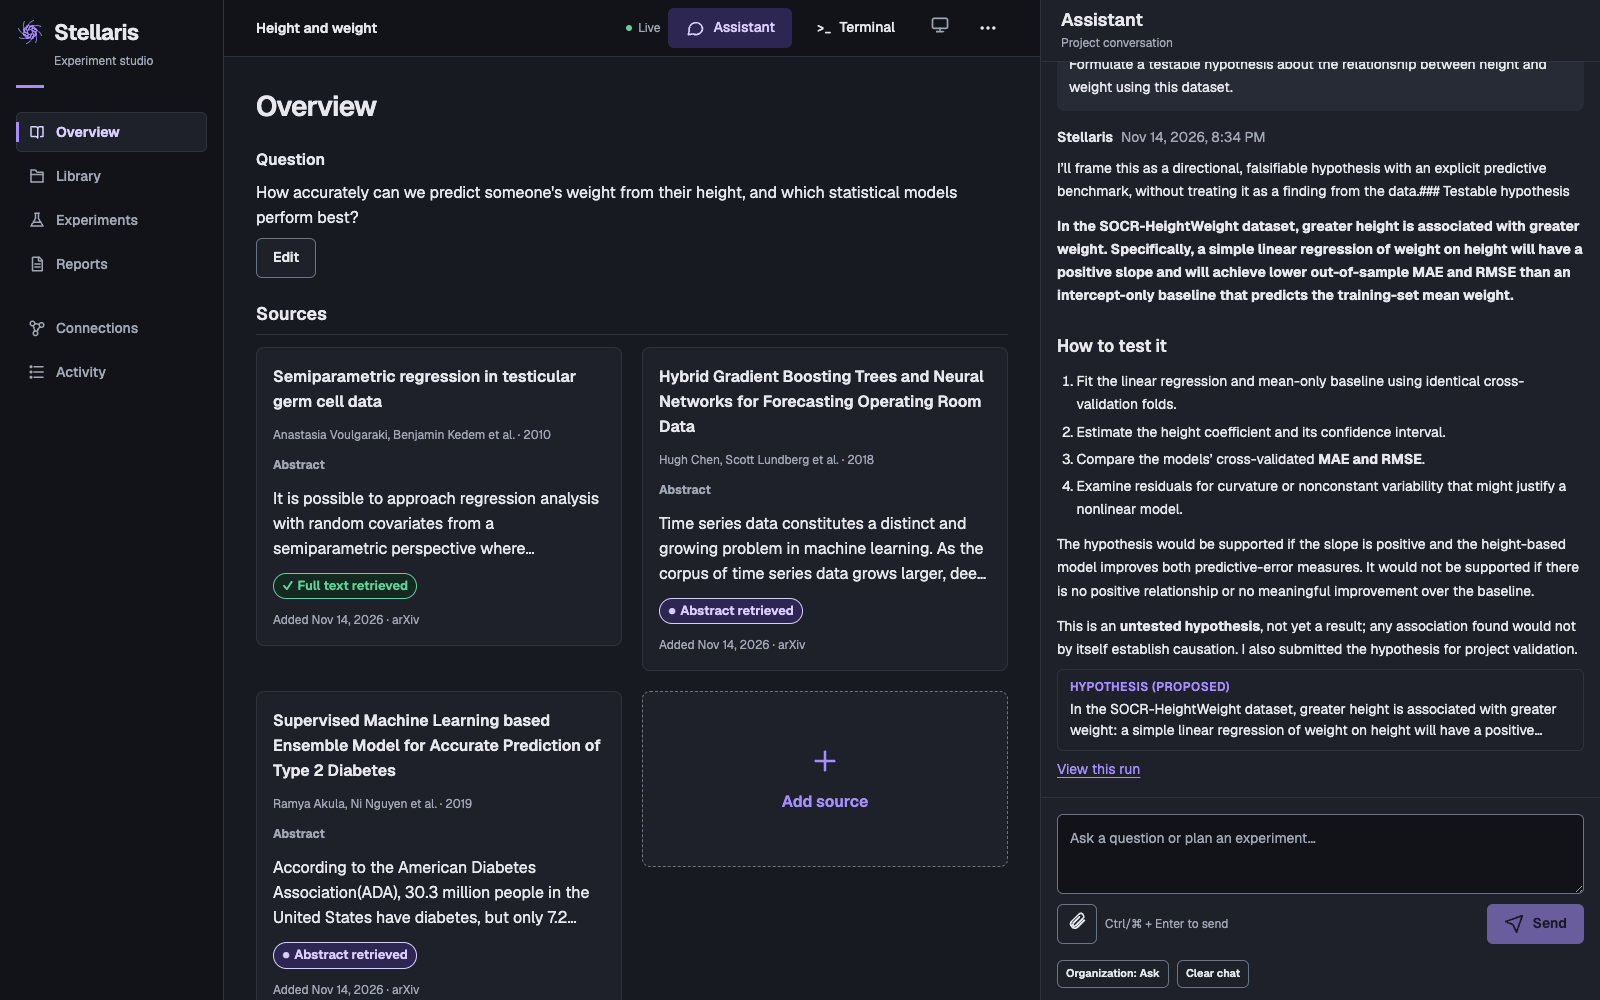 Stellaris
Experiment studio
Overview
Library
Experiments
Reports
Connections
Activity
Height and weight
Live
Assistant
>_ Terminal
Overview
Question
How accurately can we predict someone's weight from their height, and which statistical models
perform best?
Edit
Sources
Semiparametric regression in testicular
germ cell data
Anastasia Voulgaraki, Benjamin Kedem et al. · 2010
Abstract
It is possible to approach regression analysis
with random covariates from a
semiparametric perspective where...
✓ Full text retrieved
Added Nov 14, 2026 · arXiv
Hybrid Gradient Boosting Trees and Neural
Networks for Forecasting Operating Room
Data
Hugh Chen, Scott Lundberg et al. · 2018
Abstract
Time series data constitutes a distinct and
growing problem in machine learning. As the
corpus of time series data grows larger, dee...
Abstract retrieved
Added Nov 14, 2026 · arXiv
Supervised Machine Learning based
Ensemble Model for Accurate Prediction of
Type 2 Diabetes
Ramya Akula, Ni Nguyen et al. · 2019
Abstract
According to the American Diabetes
Association(ADA), 30.3 million people in the
United States have diabetes, but only 7.2...
Abstract retrieved
Added Nov 14, 2026 · arXiv
Add source
Assistant
Project conversation
Formulate a testable hypothesis about the relationship between height and
weight using this dataset.
Stellaris Nov 14, 2026, 8:34 PM
I'll frame this as a directional, falsifiable hypothesis with an explicit predictive
benchmark, without treating it as a finding from the data.### Testable hypothesis
In the SOCR-HeightWeight dataset, greater height is associated with greater
weight. Specifically, a simple linear regression of weight on height will have a
positive slope and will achieve lower out-of-sample MAE and RMSE than an
intercept-only baseline that predicts the training-set mean weight.
How to test it
1. Fit the linear regression and mean-only baseline using identical cross-
validation folds.
2. Estimate the height coefficient and its confidence interval.
3. Compare the models' cross-validated MAE and RMSE.
4. Examine residuals for curvature or nonconstant variability that might justify a
nonlinear model.
The hypothesis would be supported if the slope is positive and the height-based
model improves both predictive-error measures. It would not be supported if there
is no positive relationship or no meaningful improvement over the baseline.
This is an untested hypothesis, not yet a result; any association found would not
by itself establish causation. I also submitted the hypothesis for project validation.
HYPOTHESIS (PROPOSED)
In the SOCR-HeightWeight dataset, greater height is associated with greater
weight: a simple linear regression of weight on height will have a positive...
View this run
Ask a question or plan an experiment...
Ctrl/⌘ + Enter to send
Send
Organization: Ask
Clear chat